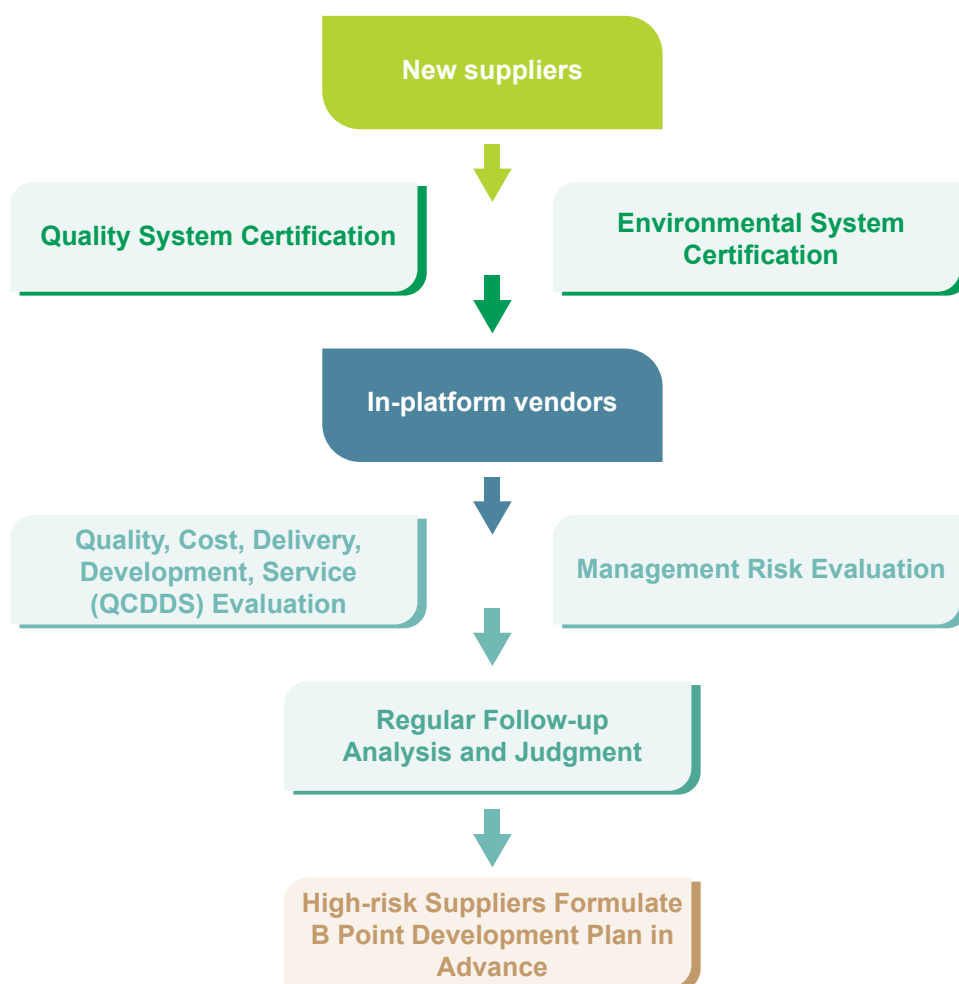 New suppliers
Quality System Certification
Environmental System
Certification
In-platform vendors
Quality, Cost, Delivery,
Development, Service
(QCDDS) Evaluation
Management Risk Evaluation
Regular Follow-up
Analysis and Judgment
High-risk Suppliers Formulate
B Point Development Plan in
Advance